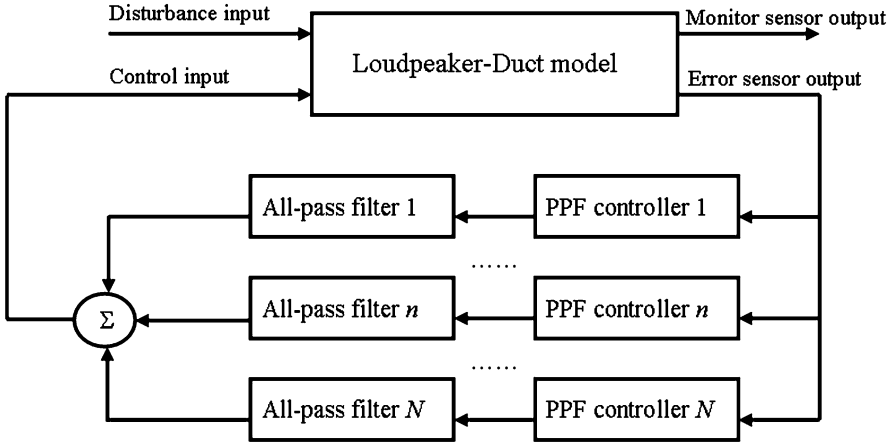 Disturbance input
Monitor sensor output
Loudpeaker-Duct model
Control input
Error sensor output
All-pass filter 1
PPF controller 1
......
All-pass filter n
PPF controller n
Σ
......
All-pass filter N
PPF controller N